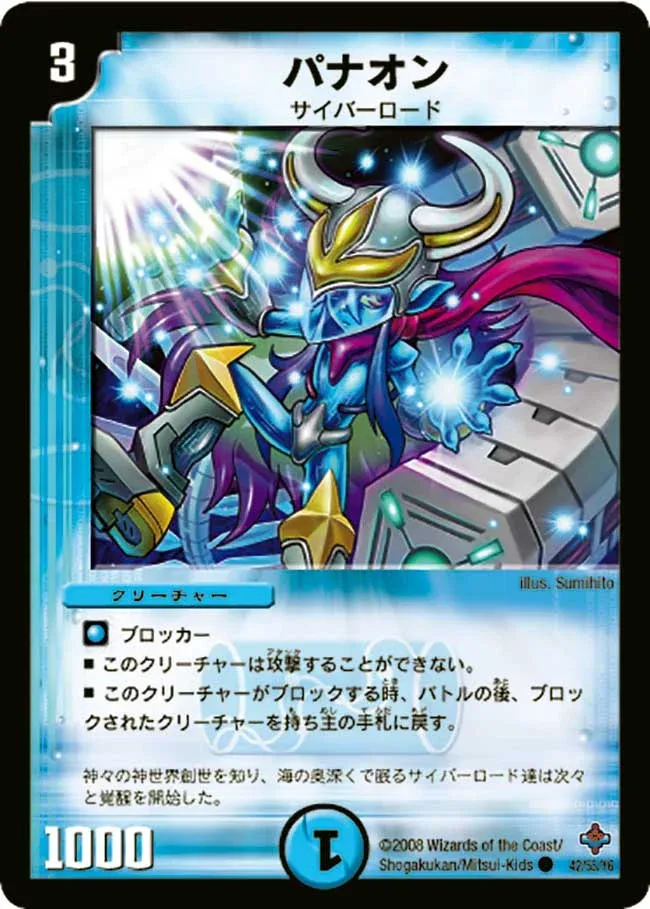 3
パナオン
サイバーロード
illus. Sumihito
クリーチャー
ブロッカー
■ このクリーチャーは攻撃することができない。
■ このクリーチャーがブロックする時、バトルの後、ブロッ
クされたクリーチャーを持ち主の手札に戻す。
神々の神世界創世を知り、海の奥深くで眠るサイバーロード達は次々
と覚醒を開始した。
1000
1
©2008 Wizards of the Coast/
Shogakukan/Mitsui-Kids
42/55/Y6